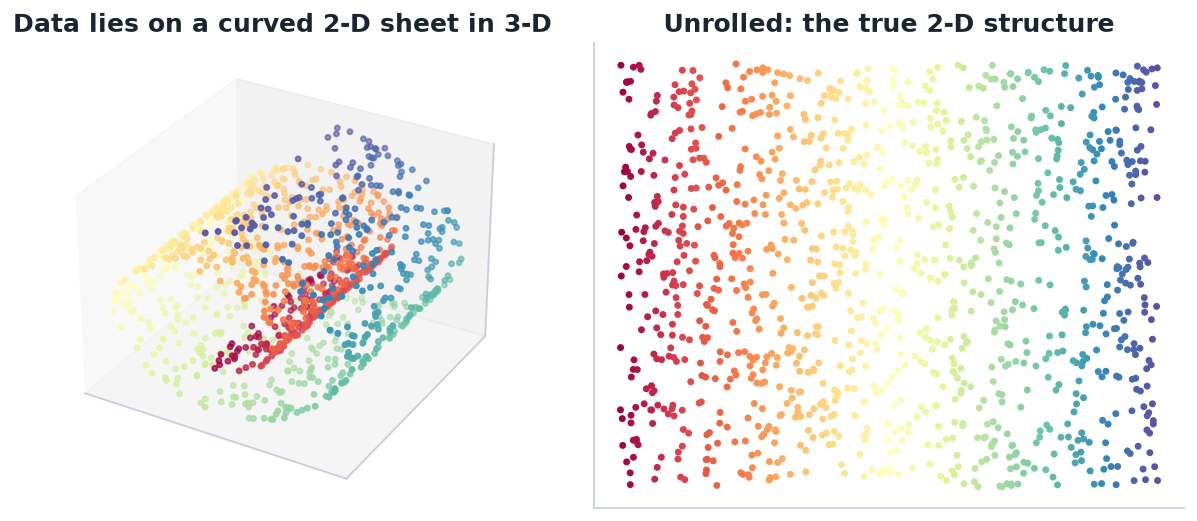 Data lies on a curved 2-D sheet in 3-D
Unrolled: the true 2-D structure